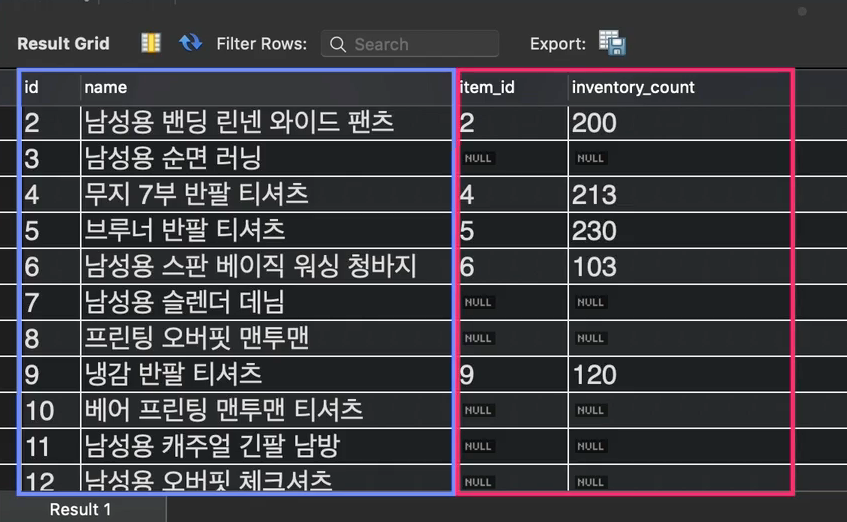 Result Grid Filter Rows: Search Export:
id name item_id inventory_count
2 남성용 밴딩 린넨 와이드 팬츠 2 200
3 남성용 순면 러닝 NULL NULL
4 무지 7부 반팔 티셔츠 4 213
5 브루너 반팔 티셔츠 5 230
6 남성용 스판 베이직 워싱 청바지 6 103
7 남성용 슬렌더 데님 NULL NULL
8 프린팅 오버핏 맨투맨 NULL NULL
9 냉감 반팔 티셔츠 9 120
10 베어 프린팅 맨투맨 티셔츠 NULL NULL
11 남성용 캐주얼 긴팔 남방 NULL NULL
12 남성용 오버핏 체크셔츠 NULL NULL
Result 1